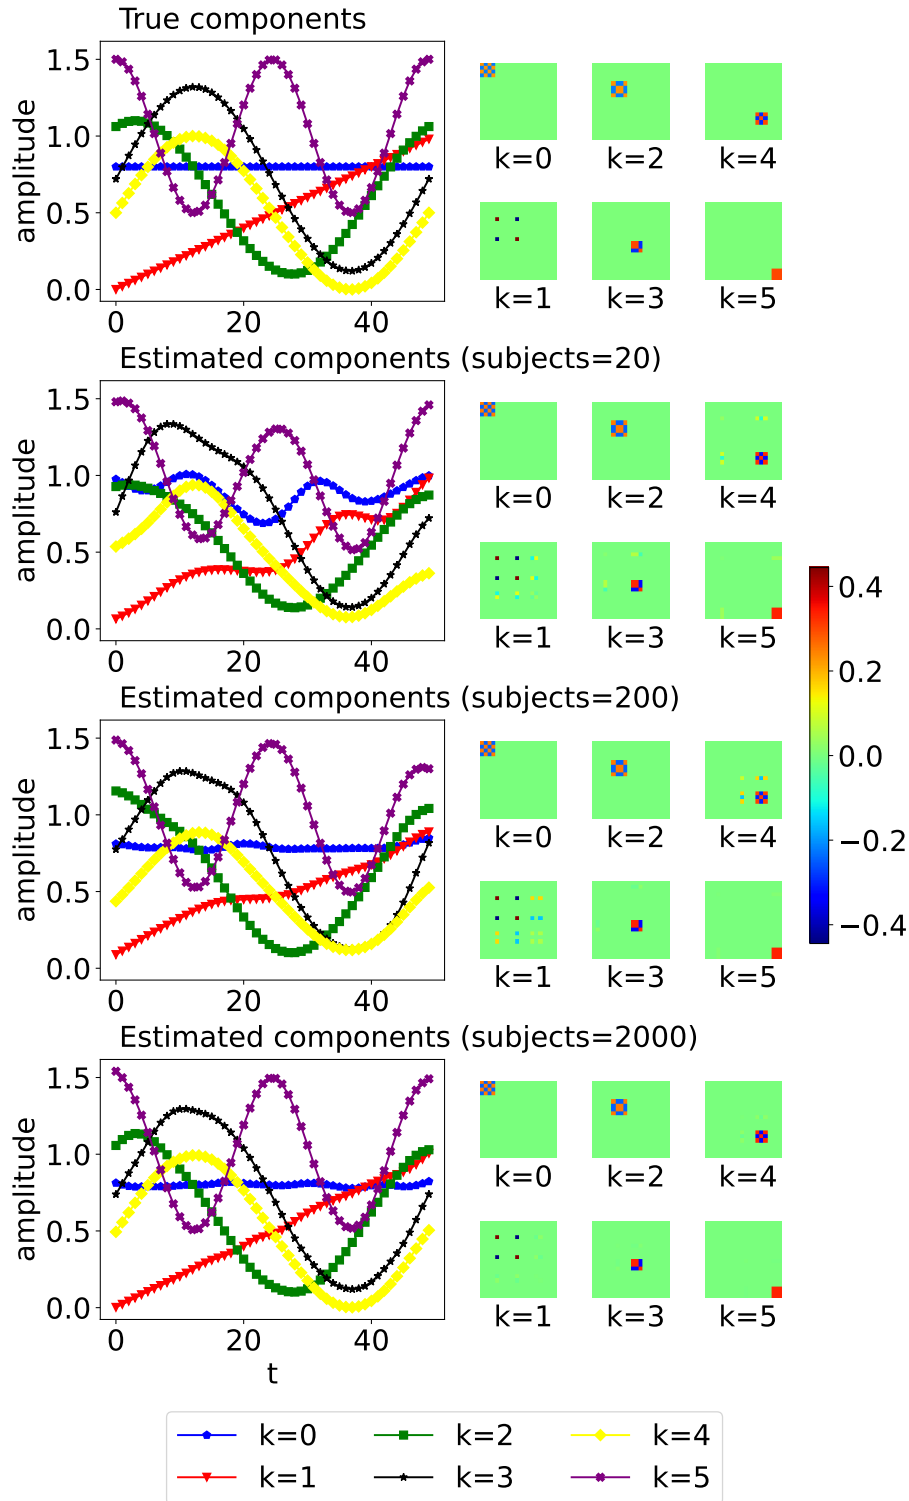 True components
1.5
1.0
0.5
0.0
amplitude
0 20 40
k=0 k=2 k=4
k=1 k=3 k=5
Estimated components (subjects=20)
1.5
1.0
0.5
0.0
amplitude
0 20 40
k=0 k=2 k=4
k=1 k=3 k=5
Estimated components (subjects=200)
1.5
1.0
0.5
0.0
amplitude
0 20 40
k=0 k=2 k=4
k=1 k=3 k=5
0.4
0.2
0.0
−0.2
−0.4
Estimated components (subjects=2000)
1.5
1.0
0.5
0.0
amplitude
0 20 40
t
k=0 k=2 k=4
k=1 k=3 k=5
k=0 k=2 k=4
k=1 k=3 k=5